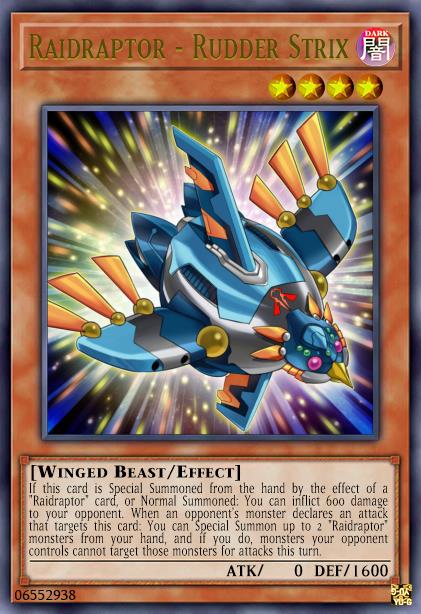 RAIDRAPTOR - RUDDER STRIX
DARK
闇
[WINGED BEAST/EFFECT]
If this card is Special Summoned from the hand by the effect of a
"Raidraptor" card, or Normal Summoned: You can inflict 600 damage
to your opponent. When an opponent's monster declares an attack
that targets this card: You can Special Summon up to 2 "Raidraptor"
monsters from your hand, and if you do, monsters your opponent
controls cannot target those monsters for attacks this turn.
ATK/ 0 DEF/1600
06552938